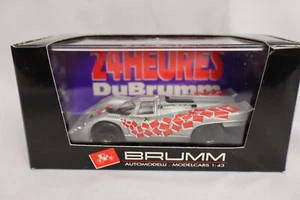 24HEURES
DuBrumm
BRUMM
AUTOMODELLI . MODELCARS 1:43